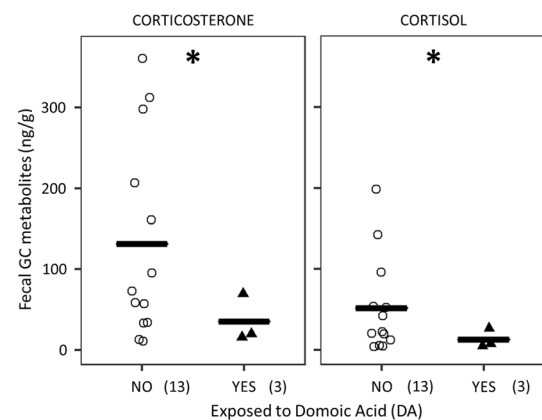 CORTICOSTERONE CORTISOL
* *
Fecal GC metabolites (ng/g)
300
200
100
0
NO (13) YES (3) NO (13) YES (3)
Exposed to Domoic Acid (DA)